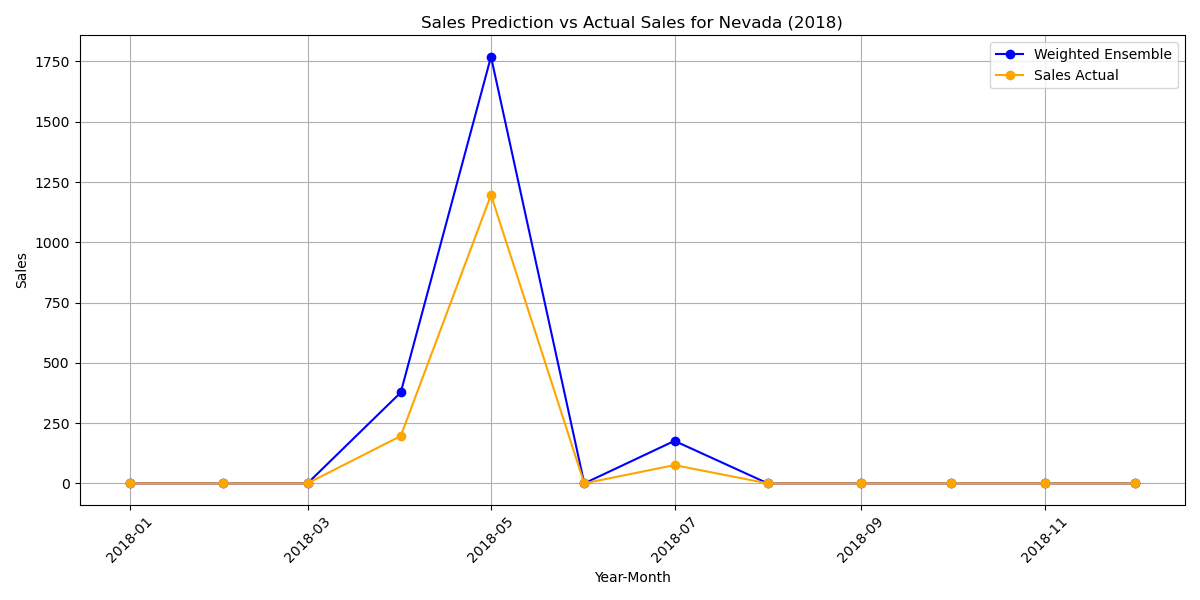 Sales Prediction vs Actual Sales for Nevada (2018)
Weighted Ensemble
Sales Actual
Sales
1750
1500
1250
1000
750
500
250
0
2018-01
2018-03
2018-05
2018-07
2018-09
2018-11
Year-Month